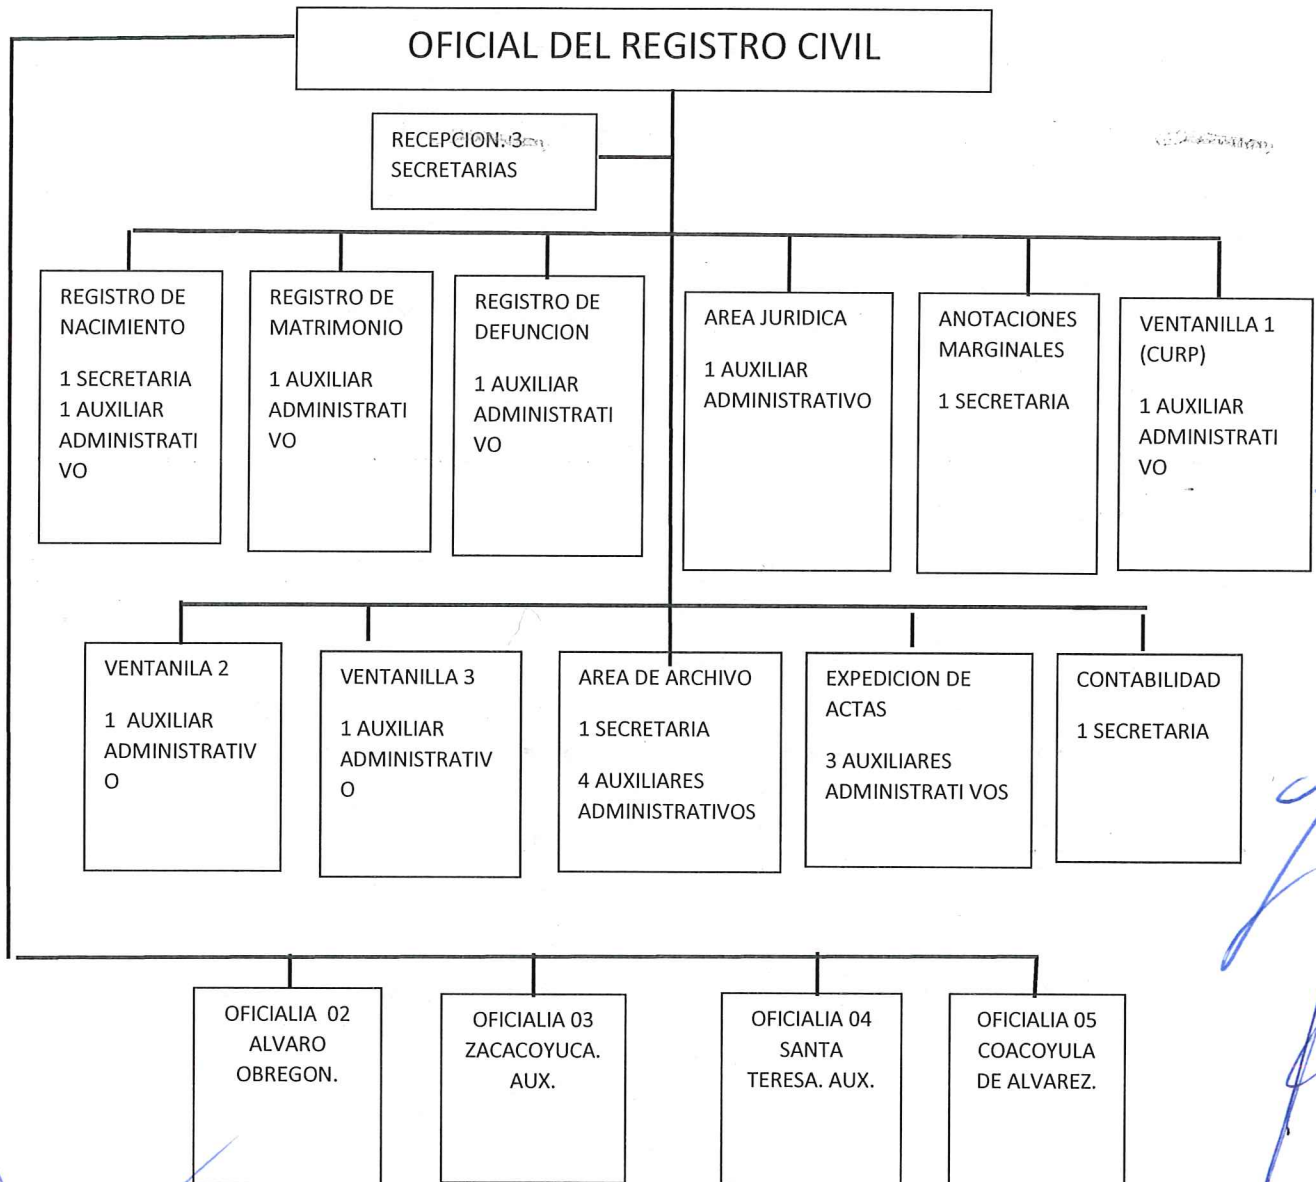 OFICIAL DEL REGISTRO CIVIL
RECEPCION. 3
SECRETARIAS
REGISTRO DE
NACIMIENTO
1 SECRETARIA
1 AUXILIAR
ADMINISTRATI
VO
REGISTRO DE
MATRIMONIO
1 AUXILIAR
ADMINISTRATI
VO
REGISTRO DE
DEFUNCION
1 AUXILIAR
ADMINISTRATI
VO
AREA JURIDICA
1 AUXILIAR
ADMINISTRATIVO
ANOTACIONES
MARGINALES
1 SECRETARIA
VENTANILLA 1
(CURP)
1 AUXILIAR
ADMINISTRATI
VO
VENTANILA 2
1 AUXILIAR
ADMINISTRATIV
O
VENTANILLA 3
1 AUXILIAR
ADMINISTRATIV
O
AREA DE ARCHIVO
1 SECRETARIA
4 AUXILIARES
ADMINISTRATIVOS
EXPEDICION DE
ACTAS
3 AUXILIARES
ADMINISTRATI VOS
CONTABILIDAD
1 SECRETARIA
OFICIALIA 02
ALVARO
OBREGON.
OFICIALIA 03
ZACACOYUCA.
AUX.
OFICIALIA 04
SANTA
TERESA. AUX.
OFICIALIA 05
COACOYULA
DE ALVAREZ.